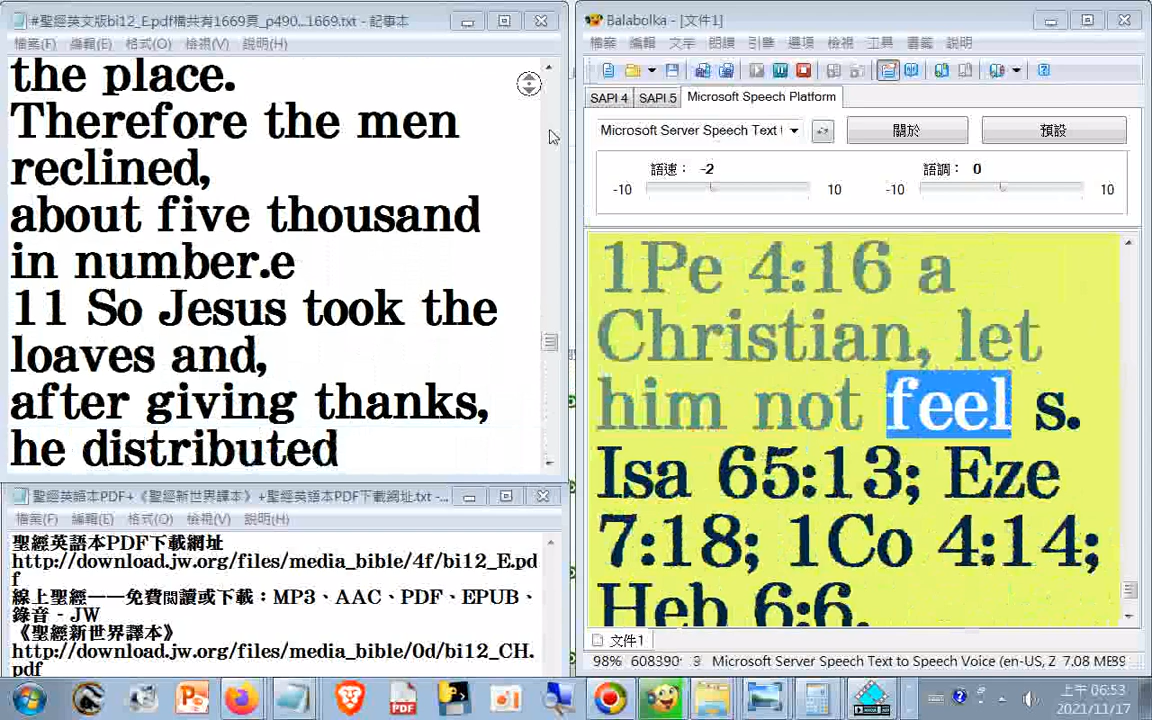 #聖經英文版bi12_E.pdf檔共有1669頁_p490...1669.txt - 記事本
檔案(F) 編輯(E) 格式(O) 檢視(V) 說明(H)
the place.
Therefore the men
reclined,
about five thousand
in number.e
11 So Jesus took the
loaves and,
after giving thanks,
he distributed
聖經英語本PDF+《聖經新世界譯本》+聖經英語本PDF下載網址.txt - ...
檔案(F) 編輯(E) 格式(O) 檢視(V) 說明(H)
聖經英語本PDF下載網址
http://download.jw.org/files/media_bible/4f/bi12_E.pd
f
線上聖經——免費閱讀或下載：MP3、AAC、PDF、EPUB、
錄音 - JW
《聖經新世界譯本》
http://download.jw.org/files/media_bible/0d/bi12_CH.
pdf
Balabolka - [文件1]
檔案 編輯 文字 朗讀 引擎 選項 檢視 工具 書籤 說明
SAPI 4 SAPI 5 Microsoft Speech Platform
Microsoft Server Speech Text 關於 預設
語速： -2 語調： 0
-10 10 -10 10
1Pe 4:16 a
Christian, let
him not feel s.
Isa 65:13; Eze
7:18; 1Co 4:14;
Heb 6:6.
文件1
98% 608390 Microsoft Server Speech Text to Speech Voice (en-US, Z 7.08 MB
PDF
上午 06:53
2021/11/17